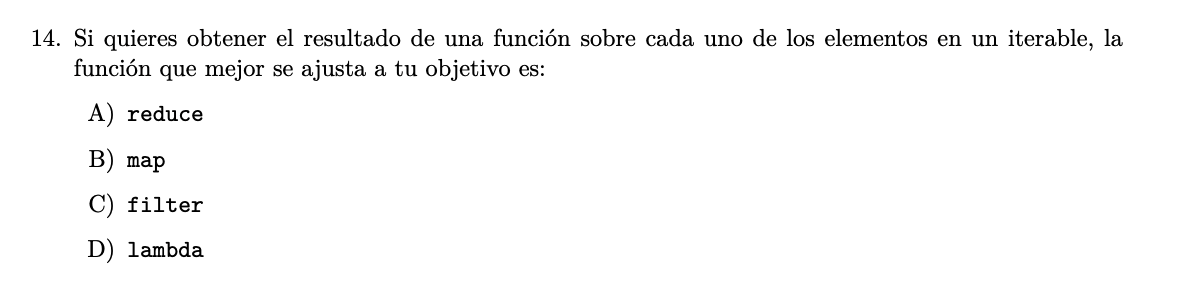 14. Si quieres obtener el resultado de una función sobre cada uno de los elementos en un iterable, la
función que mejor se ajusta a tu objetivo es:
A) reduce
B) map
C) filter
D) lambda